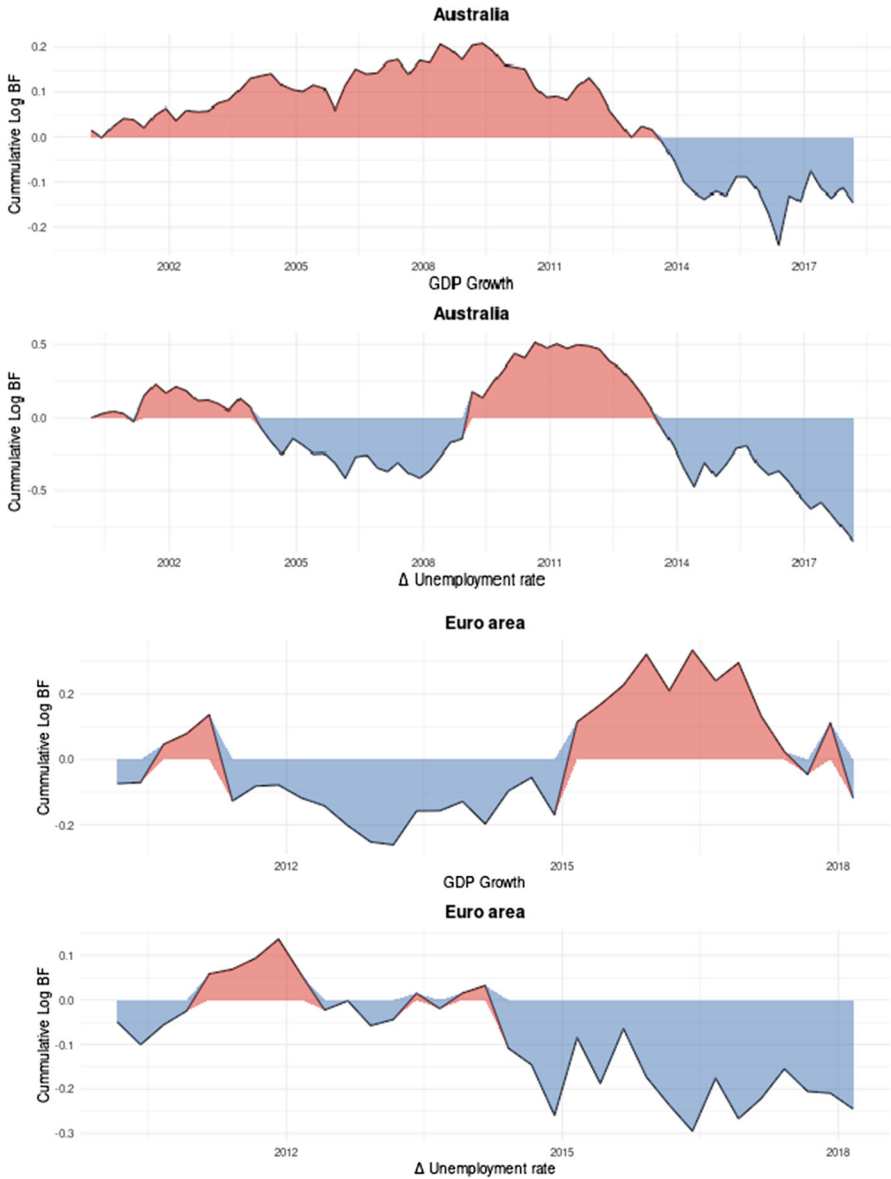 Australia
Cummulative Log BF
0.2
0.1
0.0
-0.1
-0.2
2002 2005 2008 2011 2014 2017
GDP Growth
Australia
Cummulative Log BF
0.5
0.0
-0.5
2002 2005 2008 2011 2014 2017
Δ Unemployment rate
Euro area
Cummulative Log BF
0.2
0.0
-0.2
2012 2015 2018
GDP Growth
Euro area
Cummulative Log BF
0.1
0.0
-0.1
-0.2
-0.3
2012 2015 2018
Δ Unemployment rate